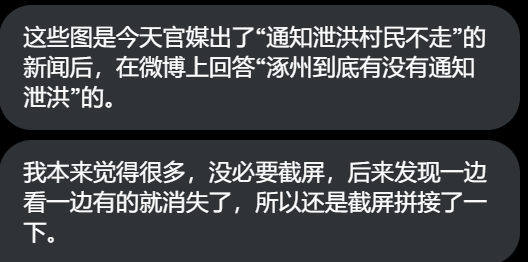 这些图是今天官媒出了“通知泄洪村民不走”的
新闻后，在微博上回答“涿州到底有没有通知
泄洪”的。
我本来觉得很多，没必要截屏，后来发现一边
看一边有的就消失了，所以还是截屏拼接了一
下。